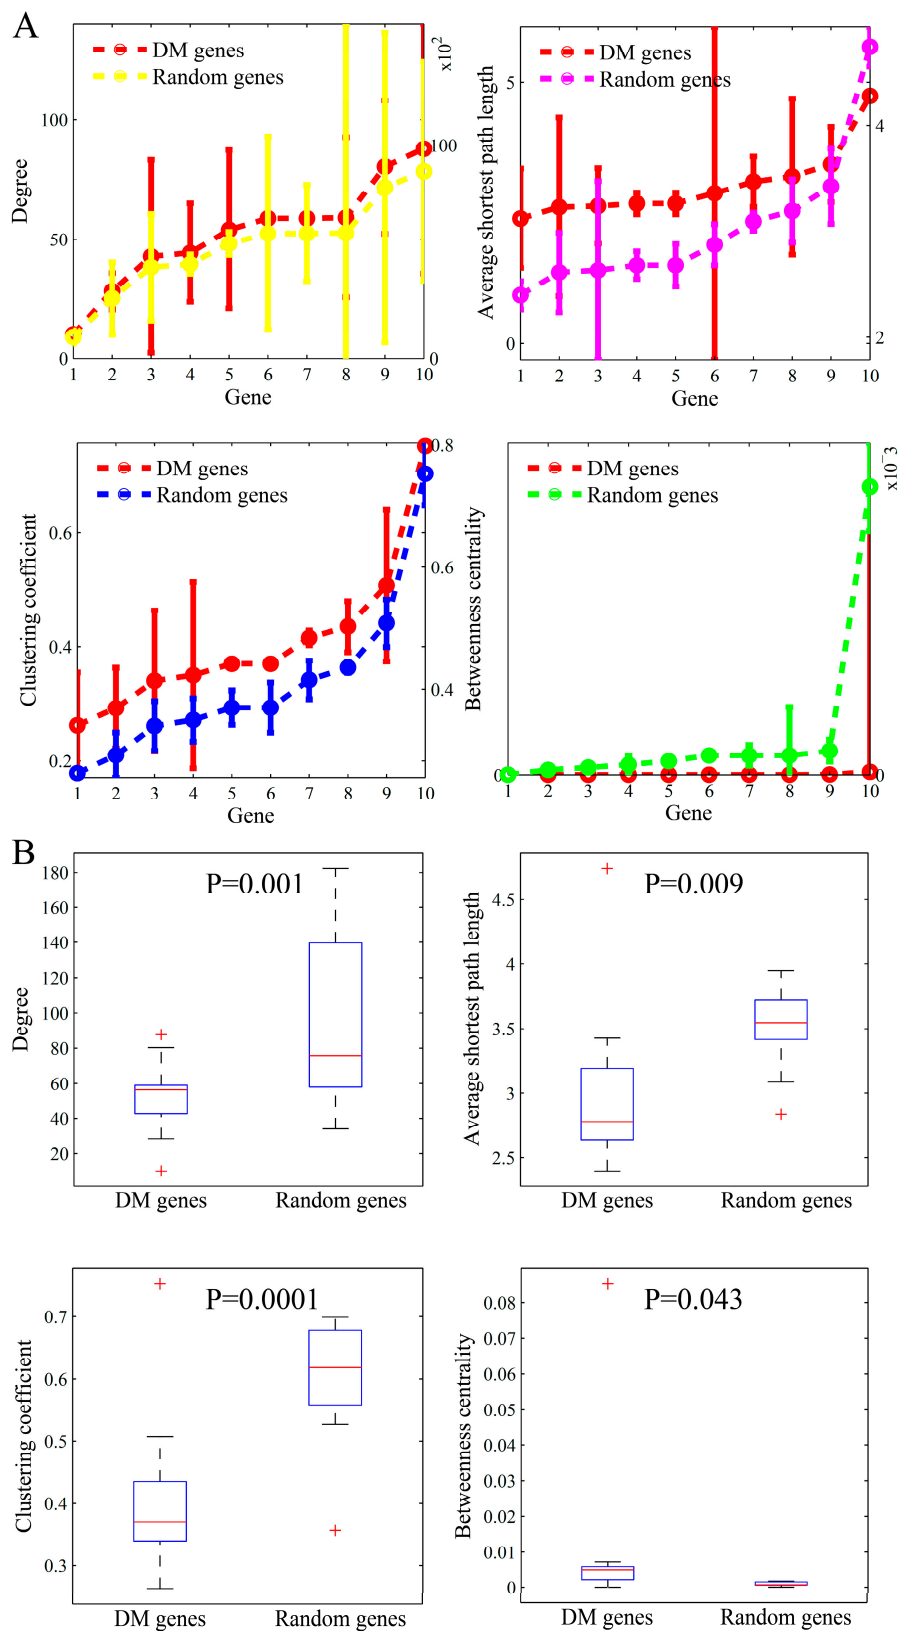 A
DM genes
Random genes
x10²
100
50
0
100
0
Degree
1 2 3 4 5 6 7 8 9 10
Gene
DM genes
Random genes
5
0
4
2
Average shortest path length
1 2 3 4 5 6 7 8 9 10
Gene
DM genes
Random genes
0.6
0.4
0.2
0.8
0.6
0.4
Clustering coefficient
1 2 3 4 5 6 7 8 9 10
Gene
DM genes
Random genes
x10⁻³
0
0
Betweenness centrality
1 2 3 4 5 6 7 8 9 10
Gene
B
P=0.001
180
160
140
120
100
80
60
40
20
Degree
DM genes Random genes
P=0.009
4.5
4
3.5
3
2.5
Average shortest path length
DM genes Random genes
P=0.0001
0.7
0.6
0.5
0.4
0.3
Clustering coefficient
DM genes Random genes
P=0.043
0.08
0.07
0.06
0.05
0.04
0.03
0.02
0.01
0
Betweenness centrality
DM genes Random genes